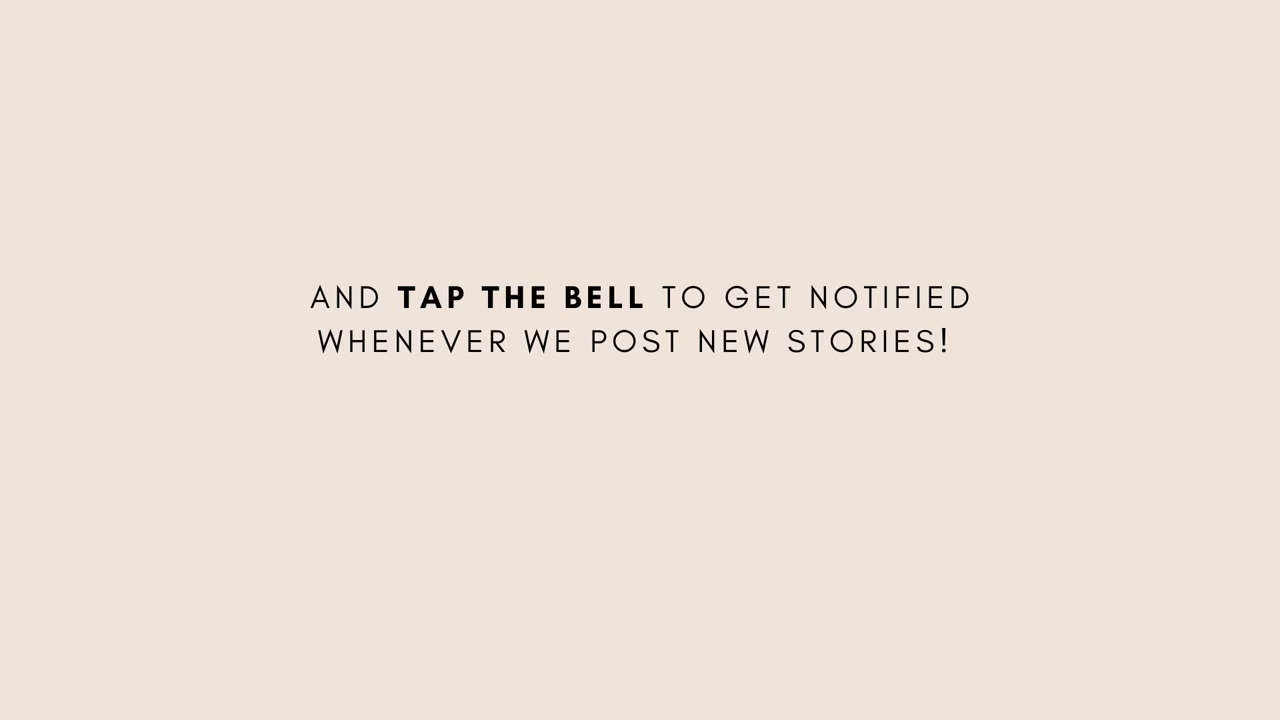 AND TAP THE BELL TO GET NOTIFIED
WHENEVER WE POST NEW STORIES!